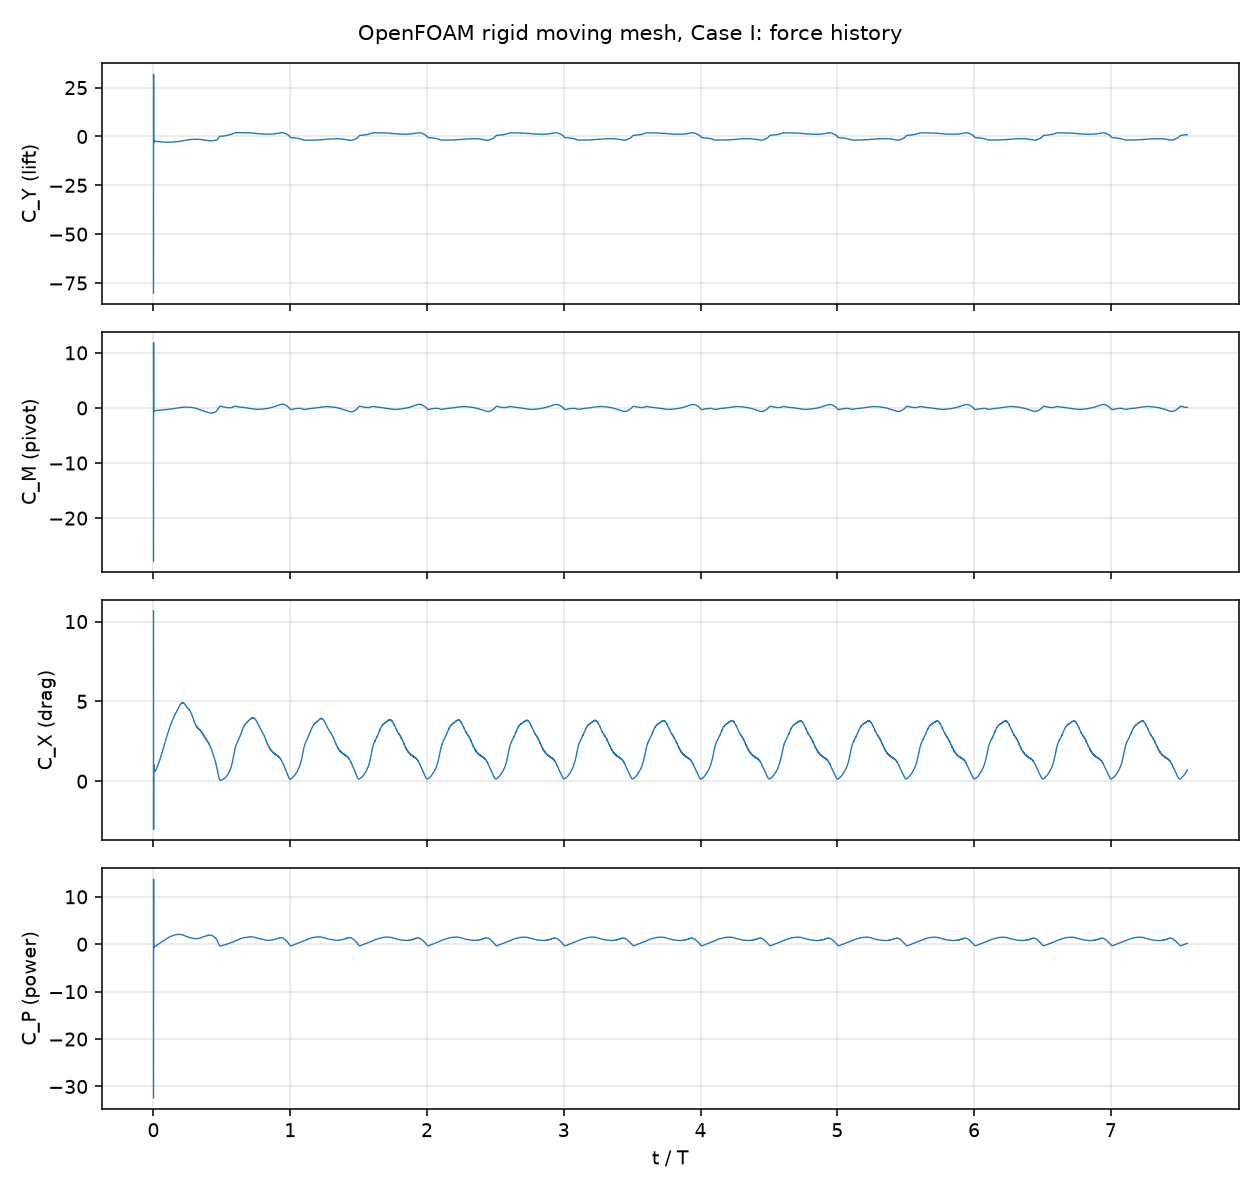 OpenFOAM rigid moving mesh, Case I: force history
C_Y (lift)
25
0
−25
−50
−75
C_M (pivot)
10
0
−10
−20
C_X (drag)
10
5
0
C_P (power)
10
0
−10
−20
−30
0 1 2 3 4 5 6 7
t / T